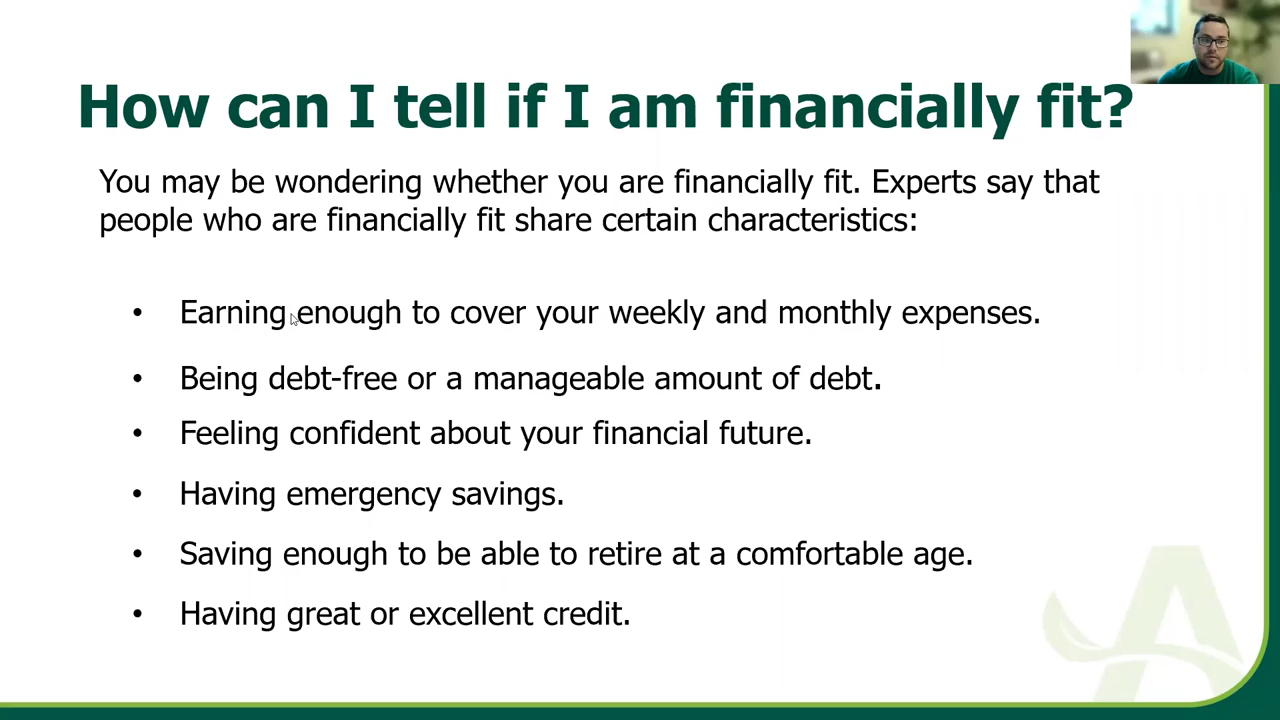 How can I tell if I am financially fit?
You may be wondering whether you are financially fit. Experts say that
people who are financially fit share certain characteristics:
• Earning enough to cover your weekly and monthly expenses.
• Being debt-free or a manageable amount of debt.
• Feeling confident about your financial future.
• Having emergency savings.
• Saving enough to be able to retire at a comfortable age.
• Having great or excellent credit.